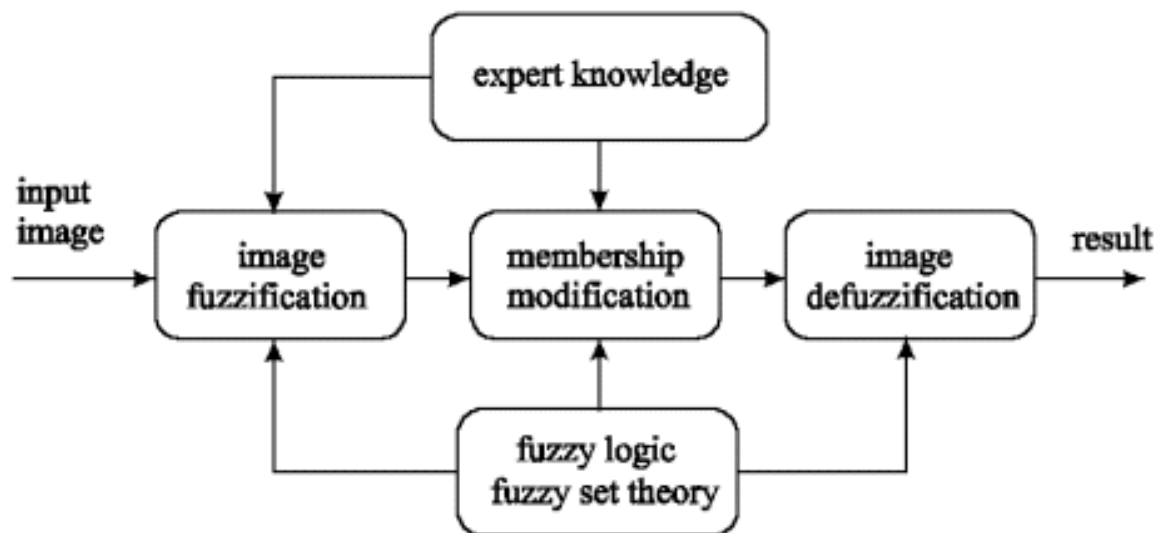 expert knowledge
input
image
image
fuzzification
membership
modification
image
defuzzification
result
fuzzy logic
fuzzy set theory